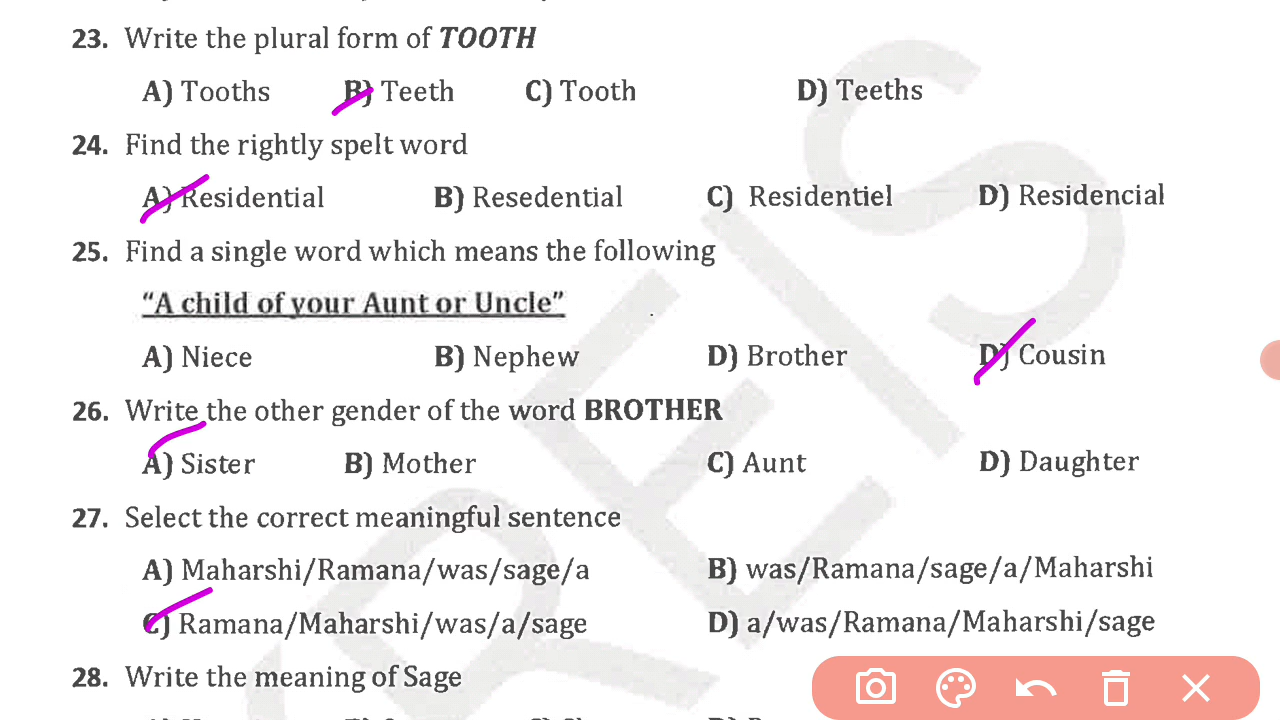 23. Write the plural form of TOOTH
A) Tooths B) Teeth C) Tooth D) Teeths
24. Find the rightly spelt word
A) Residential B) Resedential C) Residentiel D) Residencial
25. Find a single word which means the following
“A child of your Aunt or Uncle”
A) Niece B) Nephew D) Brother D) Cousin
26. Write the other gender of the word BROTHER
A) Sister B) Mother C) Aunt D) Daughter
27. Select the correct meaningful sentence
A) Maharshi/Ramana/was/sage/a B) was/Ramana/sage/a/Maharshi
C) Ramana/Maharshi/was/a/sage D) a/was/Ramana/Maharshi/sage
28. Write the meaning of Sage